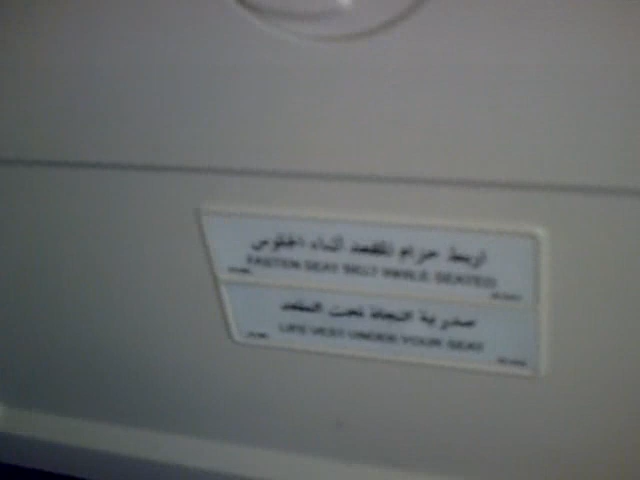 اربط حزام المقعد أثناء الجلوس
FASTEN SEAT BELT WHILE SEATED
صدرية النجاة تحت المقعد
LIFE VEST UNDER YOUR SEAT